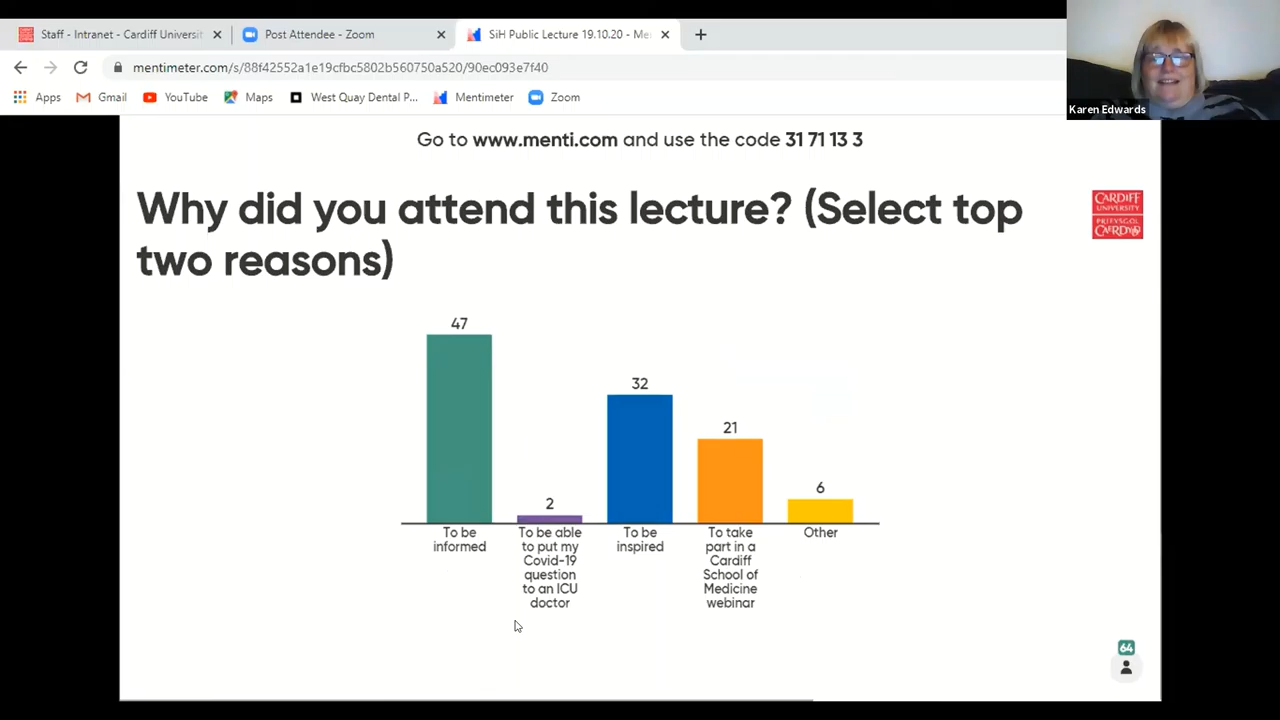 Staff - Intranet - Cardiff Universit
Post Attendee - Zoom
SiH Public Lecture 19.10.20 - Me
mentimeter.com/s/88f42552a1e19cfbc5802b560750a520/90ec093e7f40
Apps
Gmail
YouTube
Maps
West Quay Dental P...
Mentimeter
Zoom
Karen Edwards
Go to www.menti.com and use the code 31 71 13 3
Why did you attend this lecture? (Select top
two reasons)
CARDIFF
UNIVERSITY
PRIFYSGOL
CAERDYDD
47
2
32
21
6
To be
informed
To be able
to put my
Covid-19
question
to an ICU
doctor
To be
inspired
To take
part in a
Cardiff
School of
Medicine
webinar
Other
64